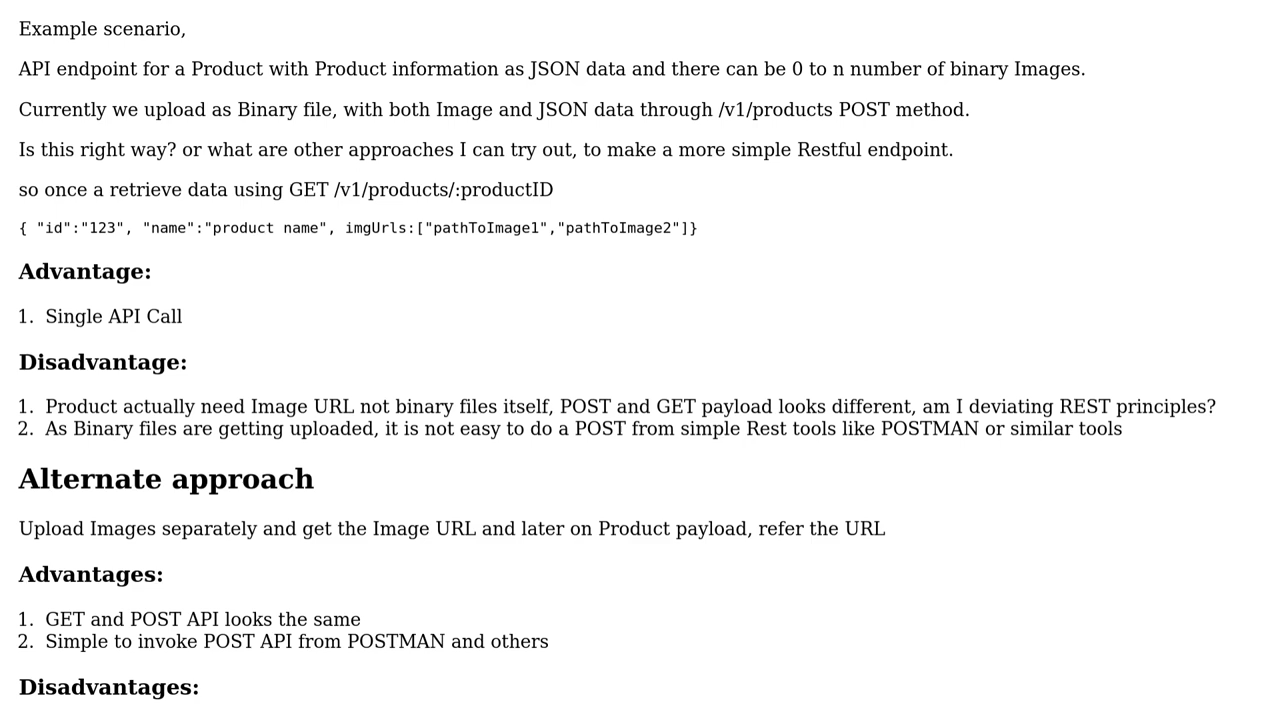 Example scenario,
API endpoint for a Product with Product information as JSON data and there can be 0 to n number of binary Images.
Currently we upload as Binary file, with both Image and JSON data through /v1/products POST method.
Is this right way? or what are other approaches I can try out, to make a more simple Restful endpoint.
so once a retrieve data using GET /v1/products/:productID
{ "id":"123", "name":"product name", imgUrls:["pathToImage1","pathToImage2"]}
Advantage:
1. Single API Call
Disadvantage:
1. Product actually need Image URL not binary files itself, POST and GET payload looks different, am I deviating REST principles?
2. As Binary files are getting uploaded, it is not easy to do a POST from simple Rest tools like POSTMAN or similar tools
Alternate approach
Upload Images separately and get the Image URL and later on Product payload, refer the URL
Advantages:
1. GET and POST API looks the same
2. Simple to invoke POST API from POSTMAN and others
Disadvantages: